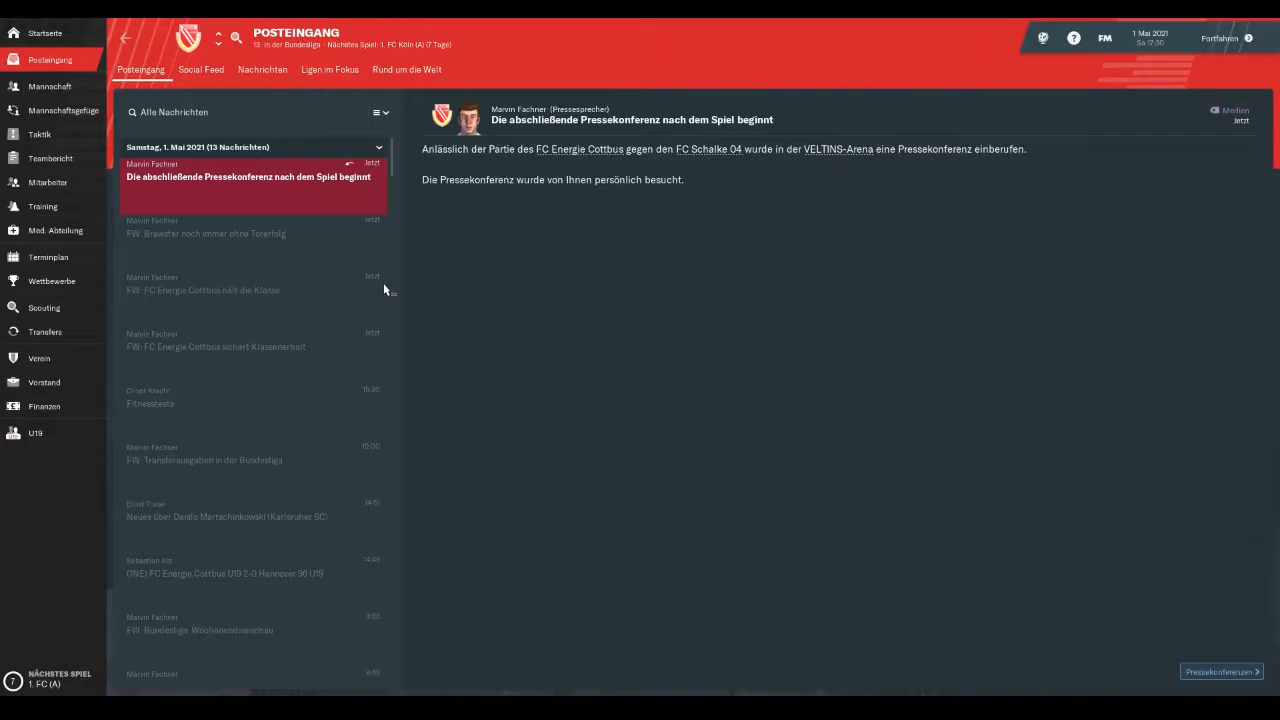 Startseite
Posteingang
Mannschaft
Mannschaftsgefüge
Taktik
Teambericht
Mitarbeiter
Training
Med. Abteilung
Terminplan
Wettbewerbe
Scouting
Transfers
Verein
Vorstand
Finanzen
U19
U19
7
NÄCHSTES SPIEL
1. FC (A)
POSTEINGANG
13. in der Bundesliga · Nächstes Spiel: 1. FC Köln (A) (7 Tage)
?
FM
1 Mai 2021
Sa 17:30
Fortfahren
Posteingang
Social Feed
Nachrichten
Ligen im Fokus
Rund um die Welt
Alle Nachrichten
Samstag, 1. Mai 2021 (13 Nachrichten)
Marvin Fachner Jetzt
Die abschließende Pressekonferenz nach dem Spiel beginnt
Marvin Fachner Jetzt
FW: Brewster noch immer ohne Torerfolg
Marvin Fachner Jetzt
FW: FC Energie Cottbus hält die Klasse
Marvin Fachner Jetzt
FW: FC Energie Cottbus sichert Klassenerhalt
Oliver Krautz 15:30
Fitnesstests
Marvin Fachner 15:00
FW: Transferausgaben in der Bundesliga
14:51
Neues über Danilo Martschinkowski (Karlsruher SC)
Sebastian Abt 14:49
(1NE) FC Energie Cottbus U19 2-0 Hannover 96 U19
Marvin Fachner
FW: Bundesliga: Wochenendvorschau
Marvin Fachner
Marvin Fachner (Pressesprecher)
Die abschließende Pressekonferenz nach dem Spiel beginnt
Medien
Jetzt
Anlässlich der Partie des FC Energie Cottbus gegen den FC Schalke 04 wurde in der VELTINS-Arena eine Pressekonferenz einberufen.
Die Pressekonferenz wurde von Ihnen persönlich besucht.
Pressekonferenzen